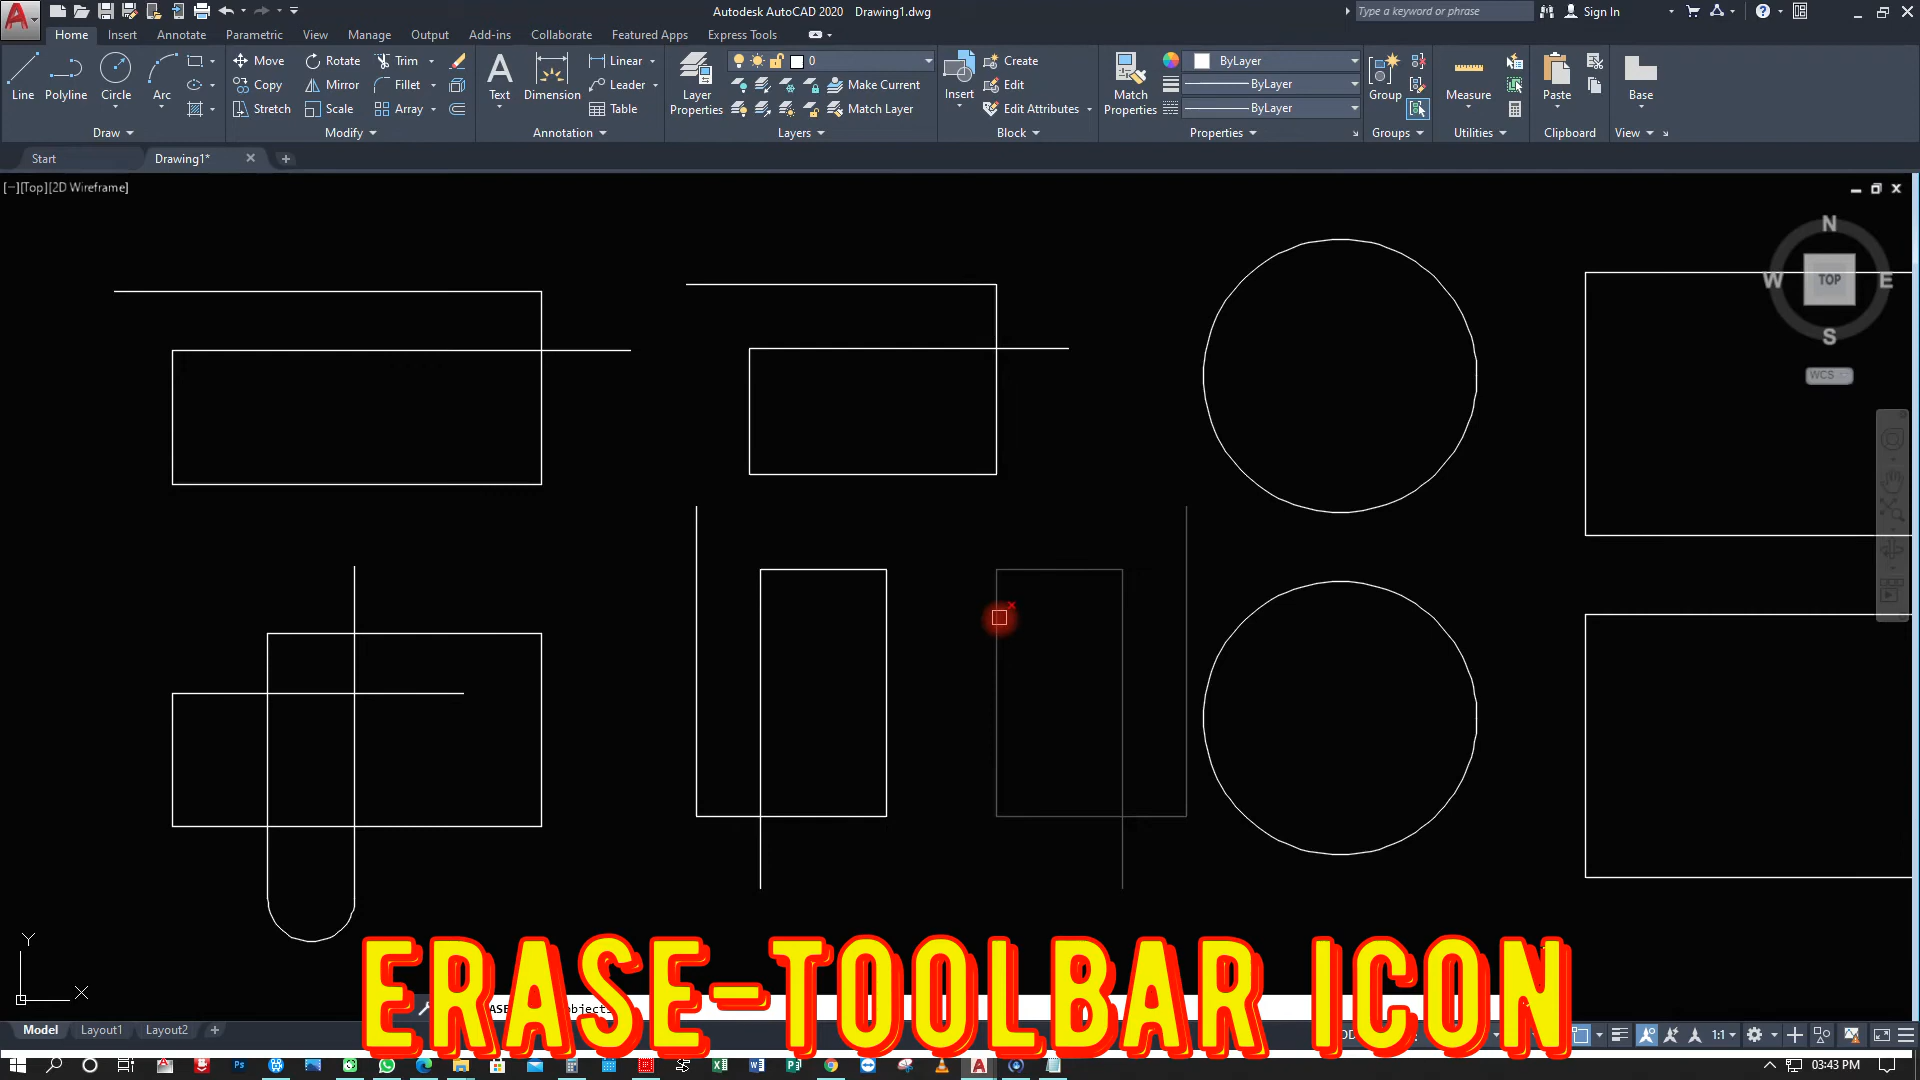 Autodesk AutoCAD 2020 Drawing1.dwg
Type a keyword or phrase
Sign In
Home Insert Annotate Parametric View Manage Output Add-ins Collaborate Featured Apps Express Tools
Line Polyline Circle Arc
Move Rotate Trim
Copy Mirror Fillet
Stretch Scale Array
Text Dimension
Linear
Leader
Table
Layer Properties
0
Make Current
Match Layer
Insert
Create
Edit
Edit Attributes
Match Properties
ByLayer
ByLayer
ByLayer
Group
Measure
Paste
Base
Draw Modify Annotation Layers Block Properties Groups Utilities Clipboard View
Start Drawing1*
[−][Top][2D Wireframe]
N
W TOP E
S
WCS
Y
X
ERASE-TOOLBAR ICON
Model Layout1 Layout2
1:1
03:43 PM